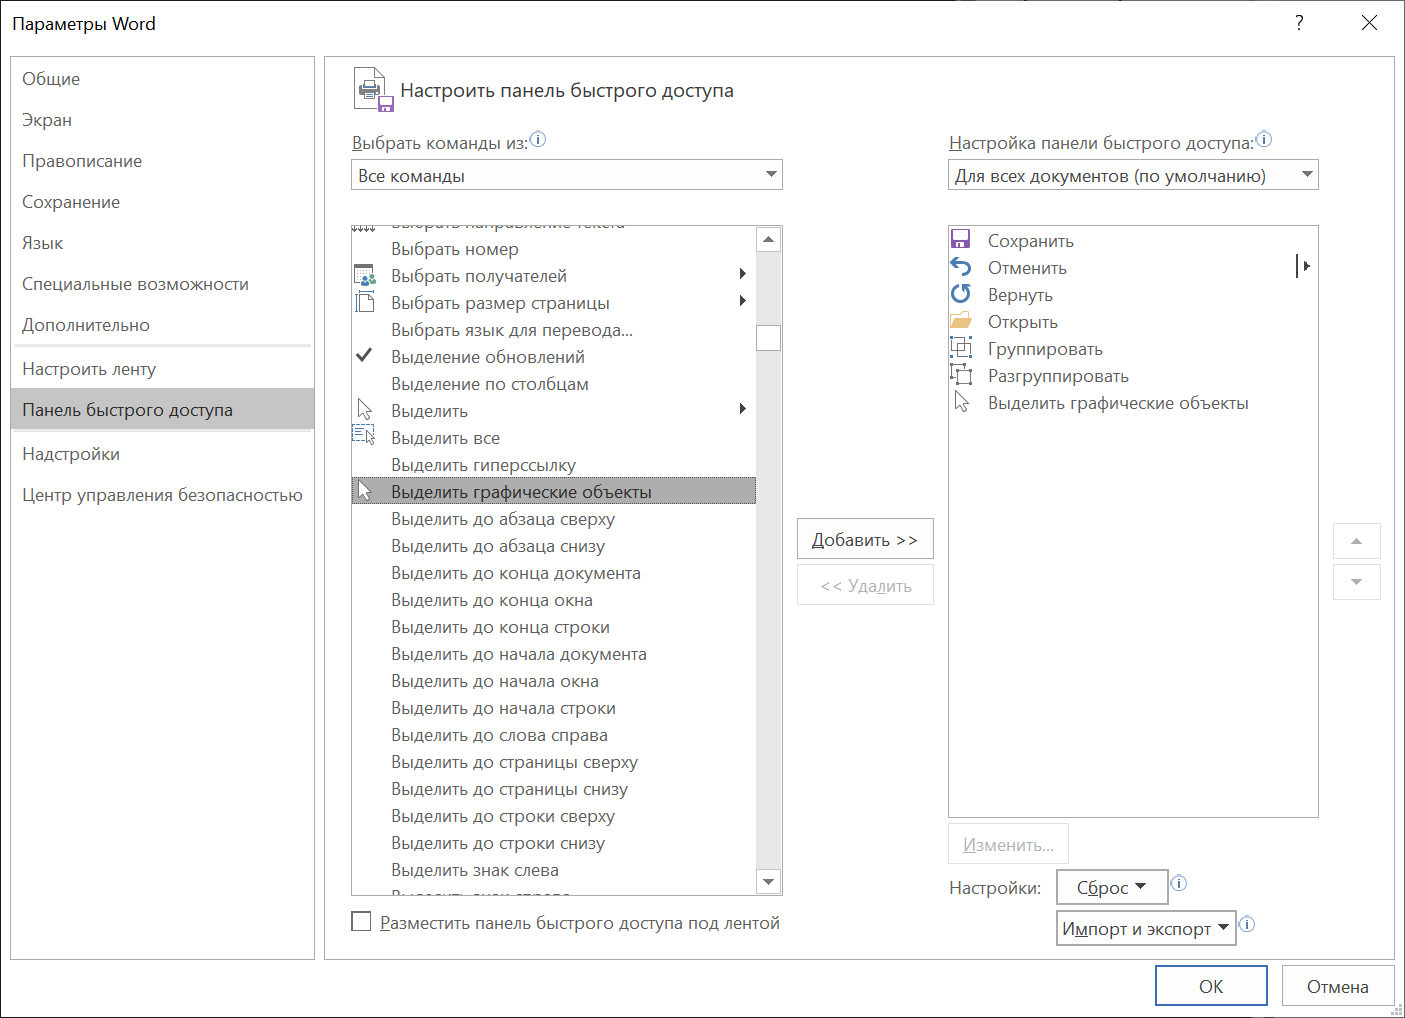 Параметры Word
?
Общие
Экран
Правописание
Сохранение
Язык
Специальные возможности
Дополнительно
Настроить ленту
Панель быстрого доступа
Надстройки
Центр управления безопасностью
Настроить панель быстрого доступа
Выбрать команды из:
Все команды
Выбрать направление текста
Выбрать номер
Выбрать получателей
Выбрать размер страницы
Выбрать язык для перевода...
Выделение обновлений
Выделение по столбцам
Выделить
Выделить все
Выделить гиперссылку
Выделить графические объекты
Выделить до абзаца сверху
Выделить до абзаца снизу
Выделить до конца документа
Выделить до конца окна
Выделить до конца строки
Выделить до начала документа
Выделить до начала окна
Выделить до начала строки
Выделить до слова справа
Выделить до страницы сверху
Выделить до страницы снизу
Выделить до строки сверху
Выделить до строки снизу
Выделить знак слева
Выделить знак справа
Разместить панель быстрого доступа под лентой
Добавить >>
<< Удалить
Настройка панели быстрого доступа:
Для всех документов (по умолчанию)
Сохранить
Отменить
Вернуть
Открыть
Группировать
Разгруппировать
Выделить графические объекты
Изменить...
Настройки:
Сброс
Импорт и экспорт
ОК
Отмена